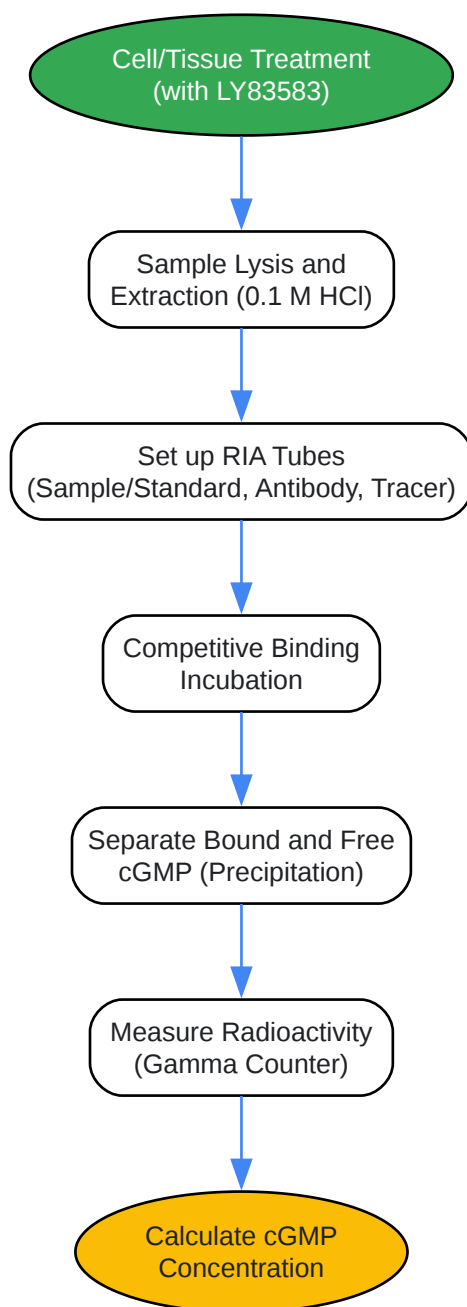 Cell/Tissue Treatment
(with LY83583)
Sample Lysis and
Extraction (0.1 M HCl)
Set up RIA Tubes
(Sample/Standard, Antibody, Tracer)
Competitive Binding
Incubation
Separate Bound and Free
cGMP (Precipitation)
Measure Radioactivity
(Gamma Counter)
Calculate cGMP
Concentration